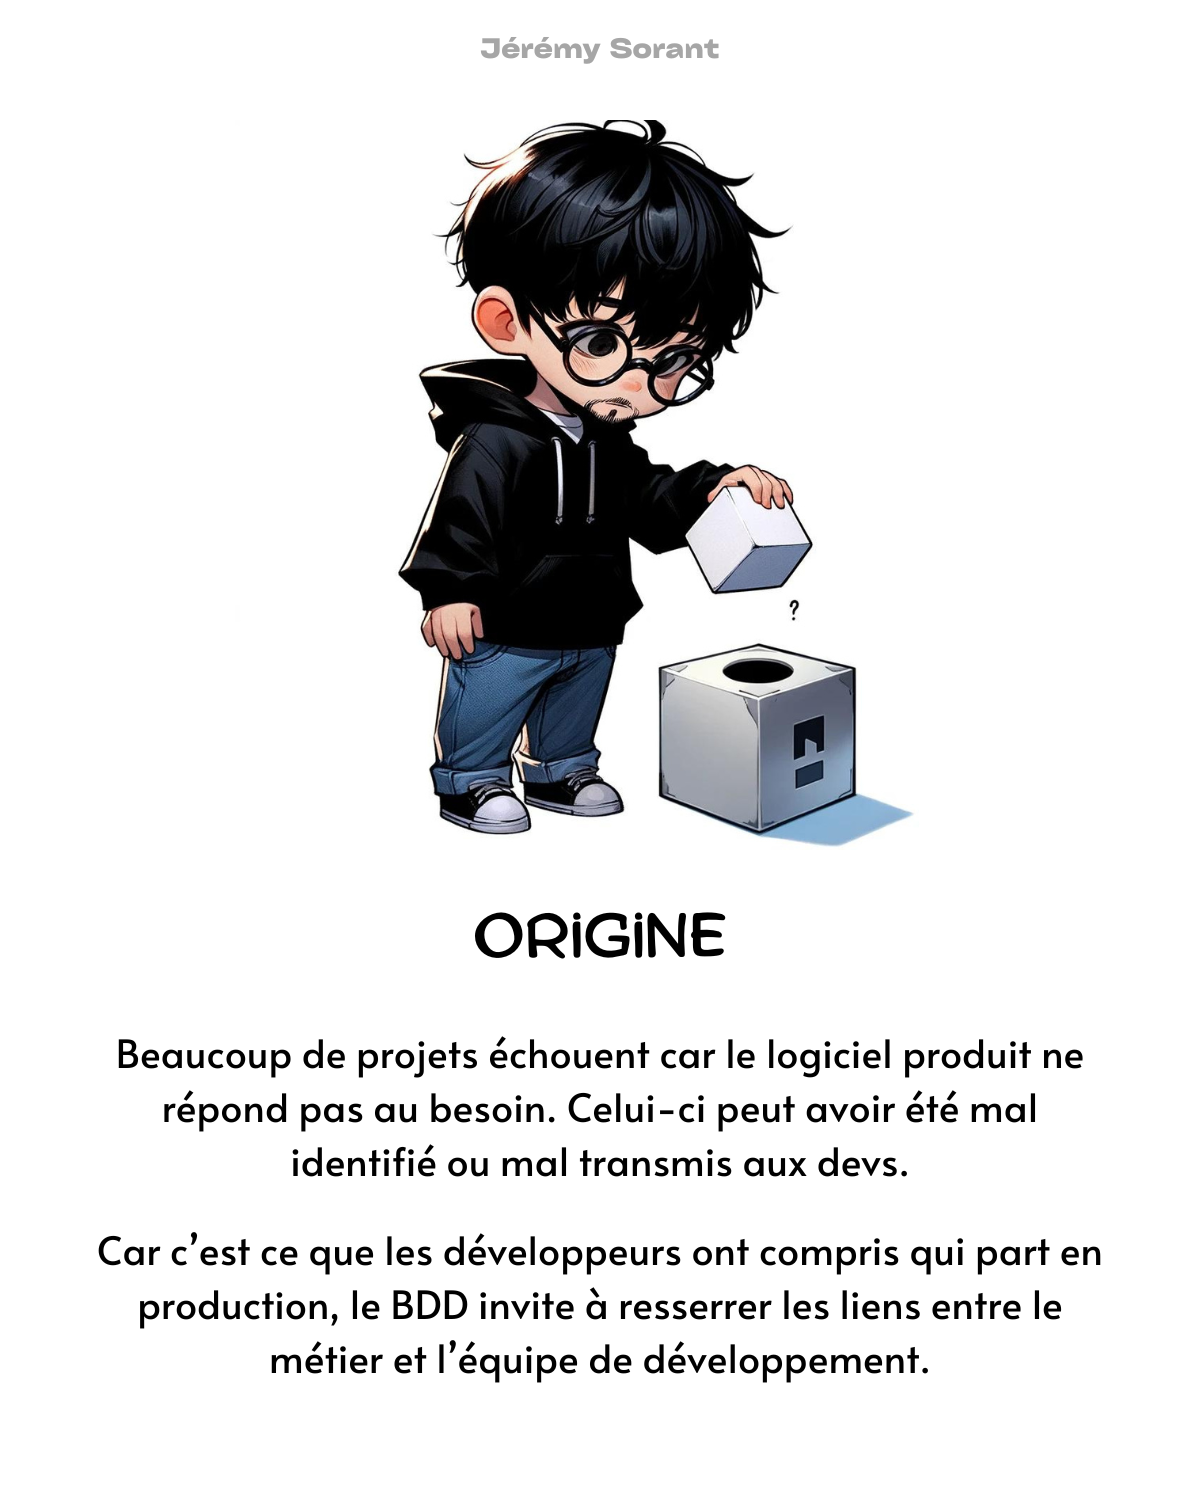 Jérémy Sorant
?
ORiGiNE
Beaucoup de projets échouent car le logiciel produit ne
répond pas au besoin. Celui-ci peut avoir été mal
identifié ou mal transmis aux devs.
Car c’est ce que les développeurs ont compris qui part en
production, le BDD invite à resserrer les liens entre le
métier et l’équipe de développement.